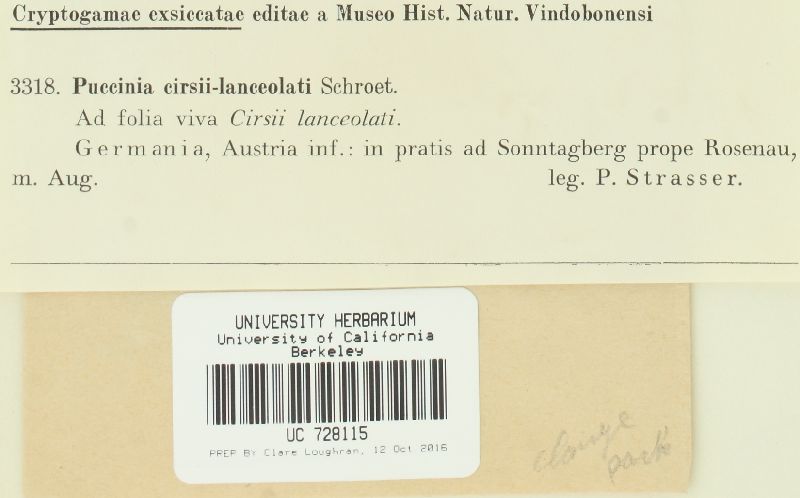 Cryptogamae exsiccatae editae a Museo Hist. Natur. Vindobonensi
3318. Puccinia cirsii-lanceolati Schroet.
Ad folia viva Cirsii lanceolati.
Germania, Austria inf.: in pratis ad Sonntagberg prope Rosenau,
m. Aug. leg. P. Strasser.
UNIVERSITY HERBARIUM
University of California
Berkeley
UC 728115
PREP BY Clare Loughran, 12 Oct 2016